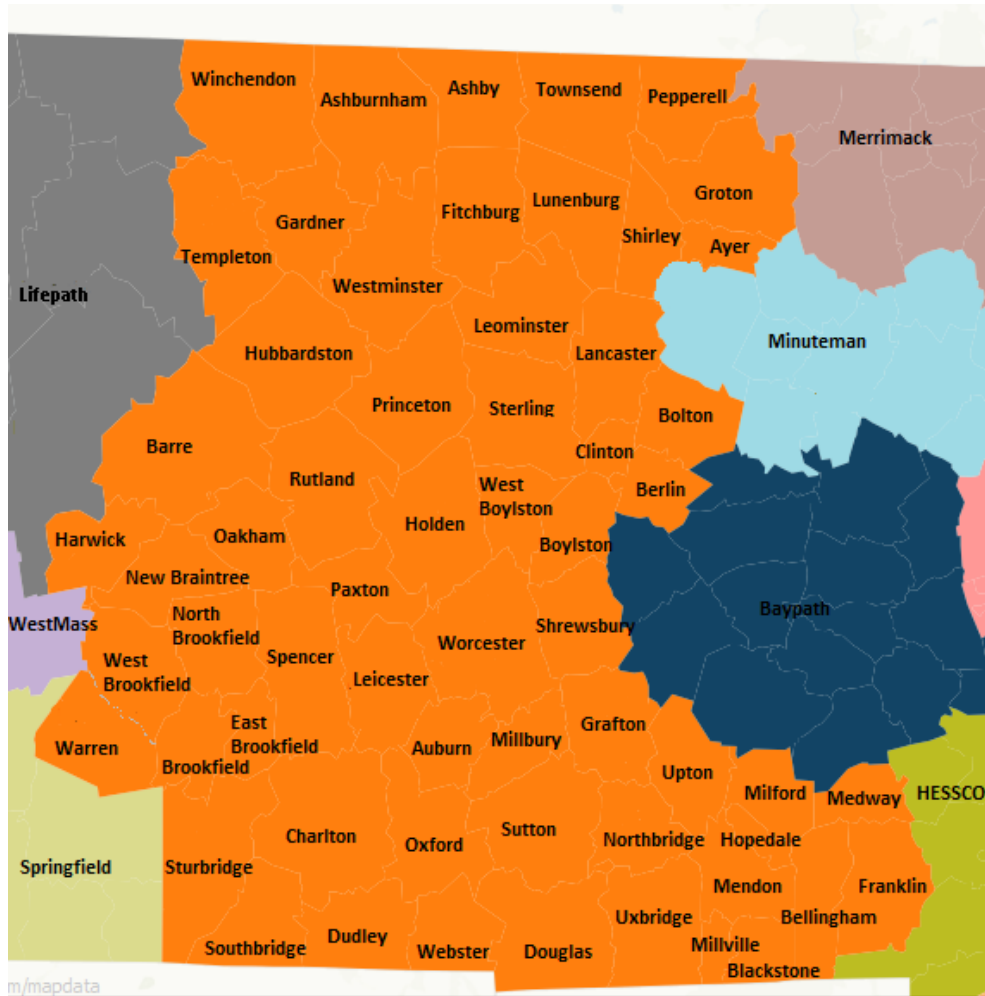 Winchendon
Ashburnham
Ashby
Townsend
Pepperell
Merrimack
Groton
Lunenburg
Fitchburg
Gardner
Shirley
Ayer
Templeton
Westminster
Lifepath
Leominster
Minuteman
Hubbardston
Lancaster
Princeton
Sterling
Bolton
Barre
Clinton
Rutland
West
Boylston
Berlin
Holden
Harwick
Oakham
Boylston
New Braintree
Paxton
North
Brookfield
WestMass
Baypath
Shrewsbury
Worcester
Spencer
West
Brookfield
Leicester
East
Brookfield
Grafton
Warren
Auburn
Millbury
Brookfield
Upton
Milford
Medway
HESSCO
Charlton
Sutton
Oxford
Northbridge
Hopedale
Springfield
Sturbridge
Mendon
Franklin
Uxbridge
Bellingham
Southbridge
Dudley
Webster
Douglas
Millville
Blackstone
m/mapdata